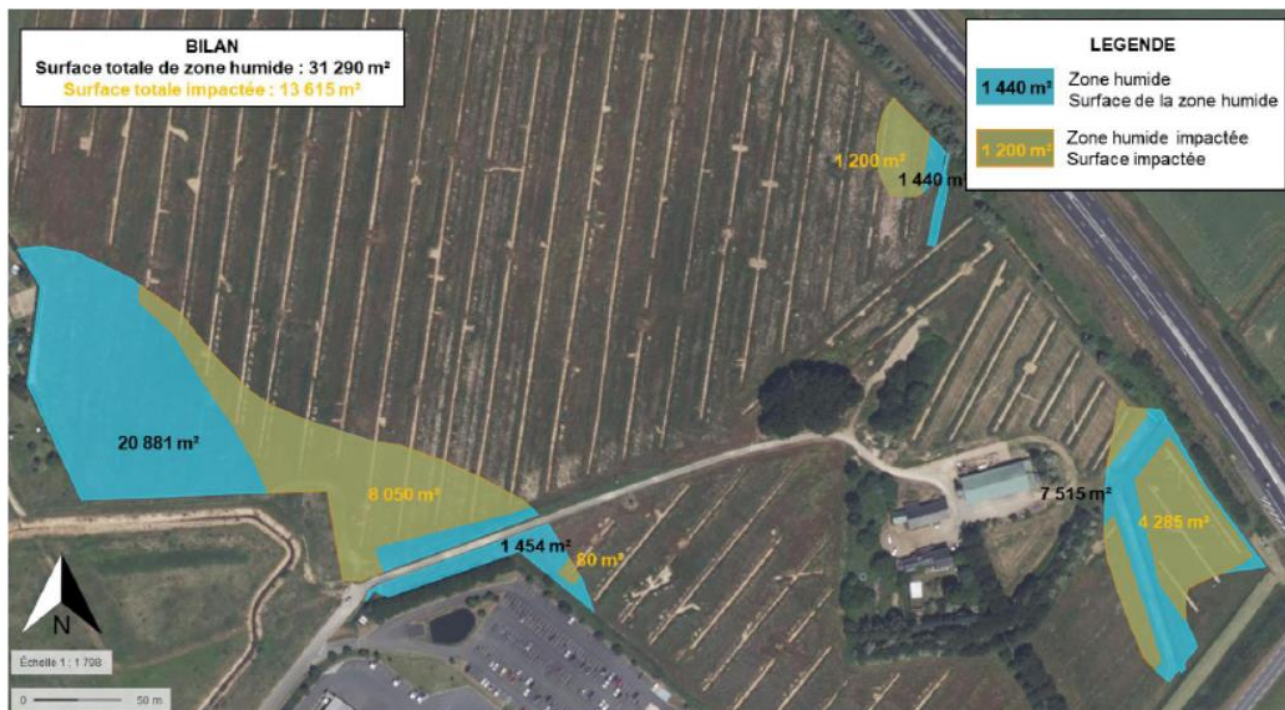 BILAN
Surface totale de zone humide : 31 290 m²
Surface totale impactée : 13 615 m²
LEGENDE
1 440 m²
Zone humide
Surface de la zone humide
1 200 m²
Zone humide impactée
Surface impactée
1 200 m²
1 440 m²
20 881 m²
8 050 m²
7 515 m²
4 285 m²
1 454 m²
80 m²
N
Échelle 1 : 1 798
0
50 m